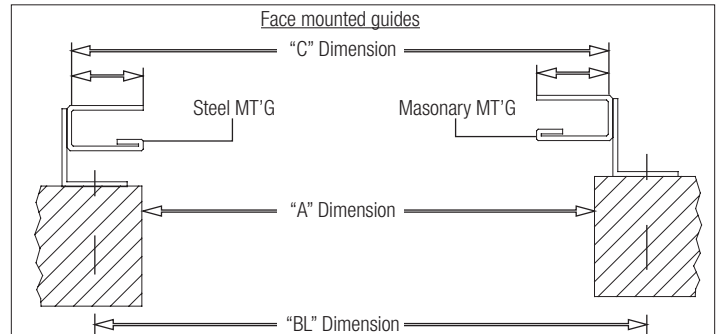 Face mounted guides
“C” Dimension
Steel MT’G
Masonary MT’G
“A” Dimension
“BL” Dimension